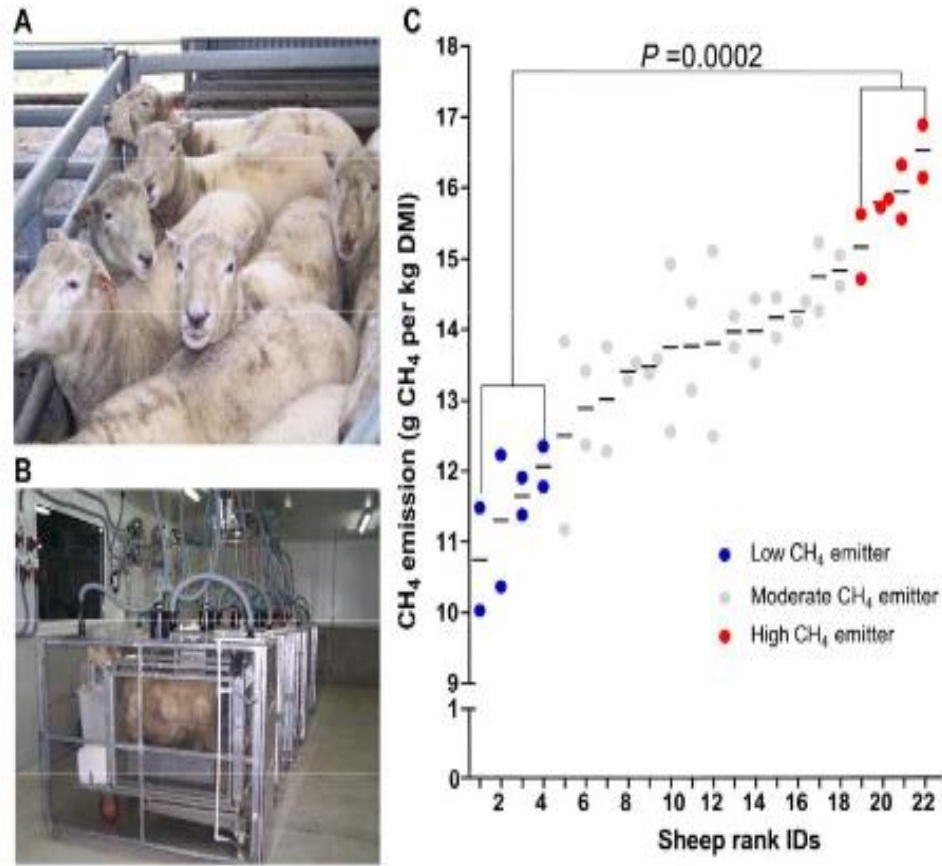 A
B
C
CH₄ emission (g CH₄ per kg DMI)
18
17
16
15
14
13
12
11
10
9
1
0
P =0.0002
Low CH₄ emitter
Moderate CH₄ emitter
High CH₄ emitter
2 4 6 8 10 12 14 16 18 20 22
Sheep rank IDs